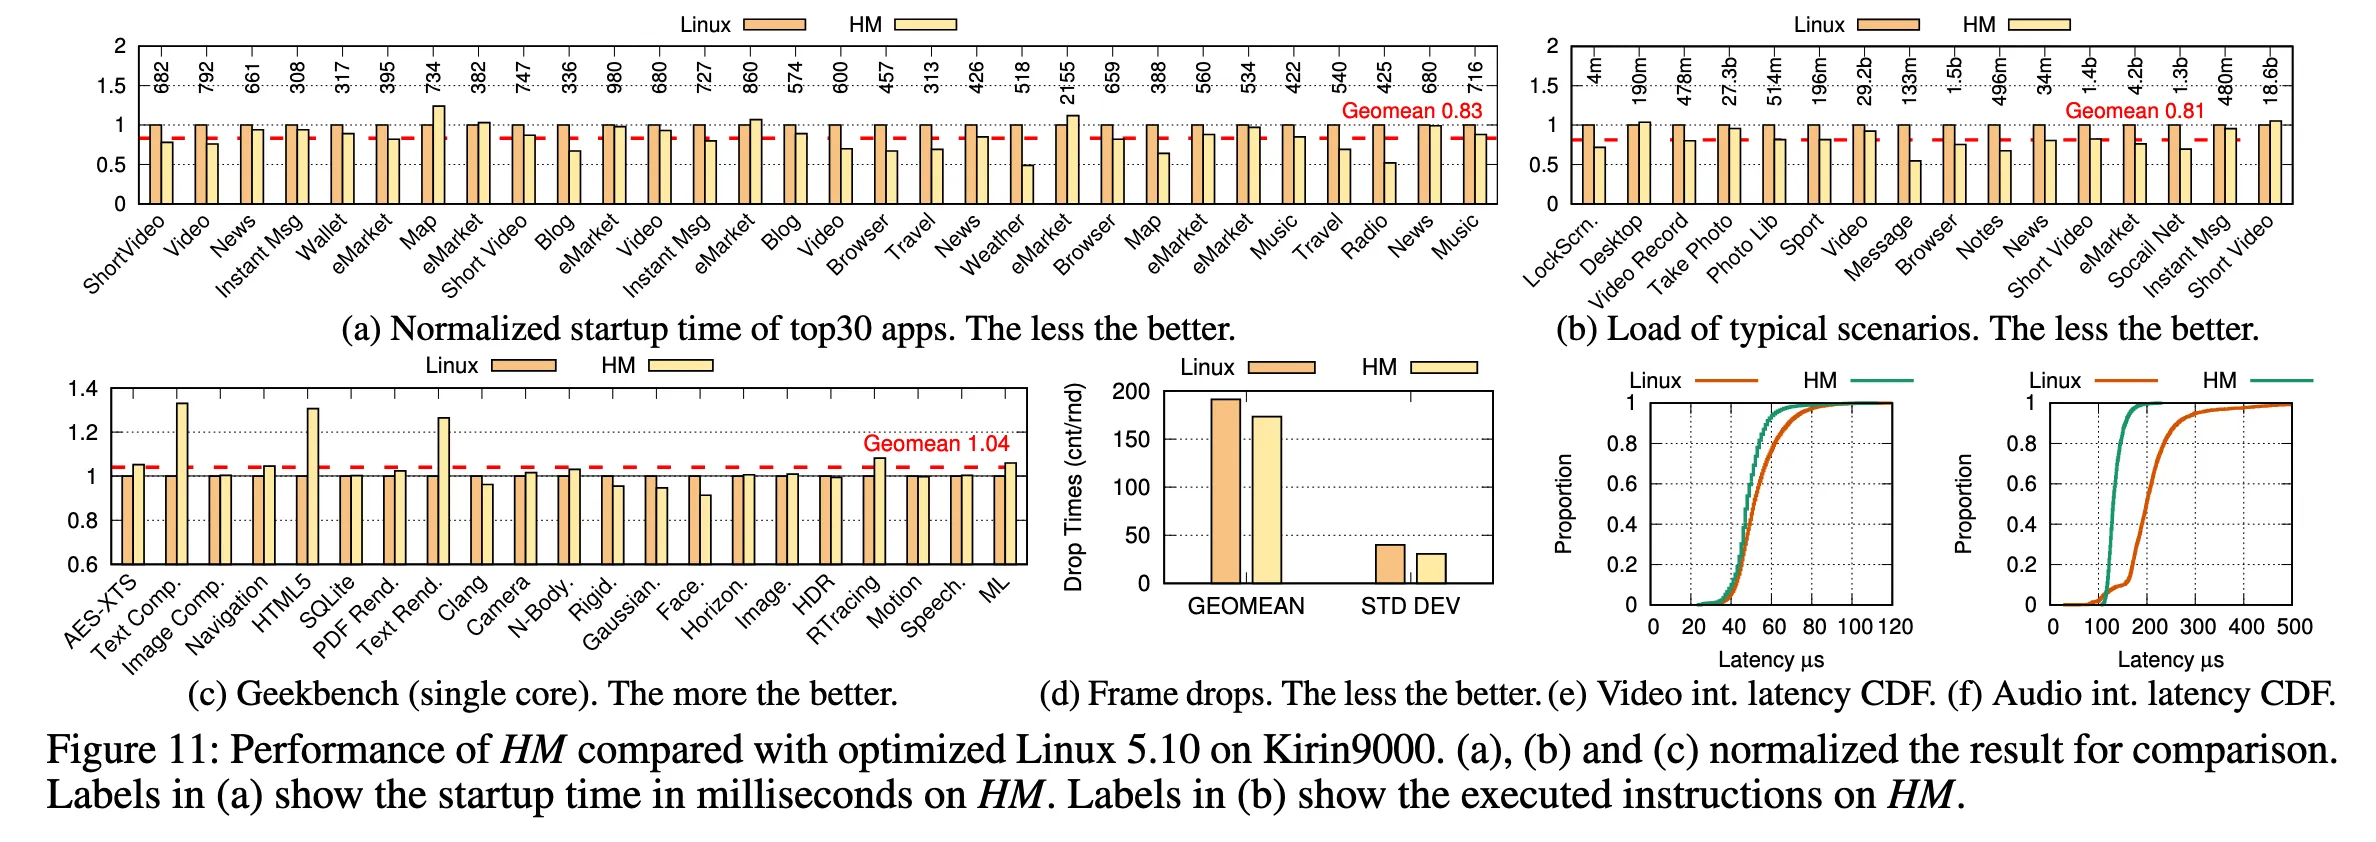 Linux HM
2
1.5
1
0.5
0
682 792 661 308 317 395 734 382 747 336 980 680 727 860 574 600 457 313 426 518 2155 659 388 560 534 422 540 425 680 716
Geomean 0.83
ShortVideo Video News Instant Msg Wallet eMarket Map eMarket Short Video Blog eMarket Video Instant Msg eMarket Blog Video Browser Travel News Weather eMarket Browser Map eMarket eMarket Music Travel Radio News Music
(a) Normalized startup time of top30 apps. The less the better.
Linux HM
2
1.5
1
0.5
0
4m 190m 478m 27.3b 514m 196m 29.2b 133m 1.5b 496m 34m 1.4b 4.2b 1.3b 480m 18.6b
Geomean 0.81
LockScrn. Desktop Video Record Take Photo Photo Lib Sport Video Message Browser Notes News Short Video eMarket Socail Net Instant Msg Short Video
(b) Load of typical scenarios. The less the better.
Linux HM
1.4
1.2
1
0.8
0.6
Geomean 1.04
AES-XTS Text Comp. Image Comp. Navigation HTML5 SQLite PDF Rend. Text Rend. Clang Camera N-Body. Rigid. Gaussian. Face. Horizon. Image. HDR RTracing Motion Speech. ML
(c) Geekbench (single core). The more the better.
Linux HM
Drop Times (cnt/rnd)
200
150
100
50
0
GEOMEAN STD DEV
(d) Frame drops. The less the better.
Linux HM
Proportion
1
0.8
0.6
0.4
0.2
0
0 20 40 60 80 100 120
Latency μs
(e) Video int. latency CDF.
Linux HM
Proportion
1
0.8
0.6
0.4
0.2
0
0 100 200 300 400 500
Latency μs
(f) Audio int. latency CDF.
Figure 11: Performance of HM compared with optimized Linux 5.10 on Kirin9000. (a), (b) and (c) normalized the result for comparison.
Labels in (a) show the startup time in milliseconds on HM. Labels in (b) show the executed instructions on HM.